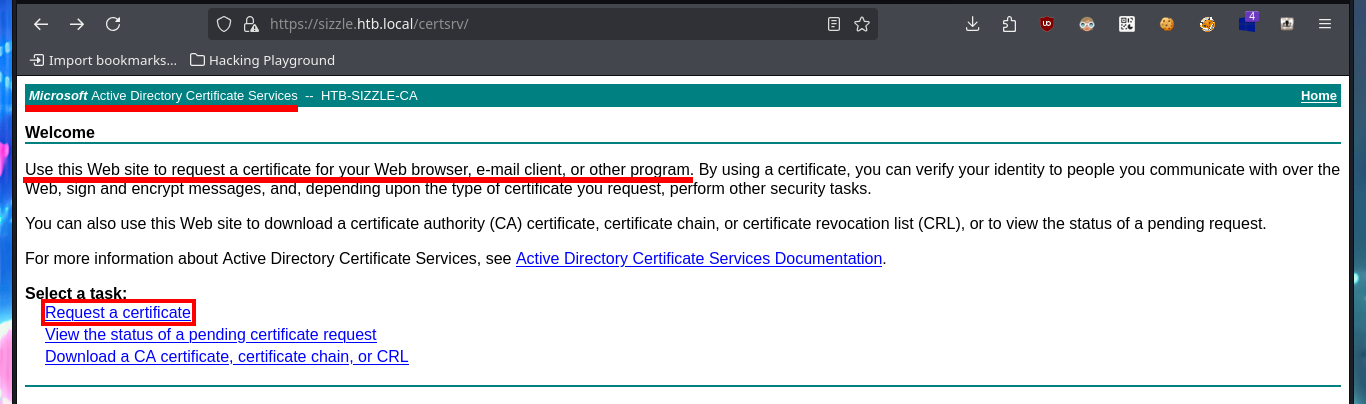 https://sizzle.htb.local/certsrv/
4
Import bookmarks...
Hacking Playground
Microsoft Active Directory Certificate Services -- HTB-SIZZLE-CA
Home
Welcome
Use this Web site to request a certificate for your Web browser, e-mail client, or other program. By using a certificate, you can verify your identity to people you communicate with over the
Web, sign and encrypt messages, and, depending upon the type of certificate you request, perform other security tasks.
You can also use this Web site to download a certificate authority (CA) certificate, certificate chain, or certificate revocation list (CRL), or to view the status of a pending request.
For more information about Active Directory Certificate Services, see Active Directory Certificate Services Documentation.
Select a task:
Request a certificate
View the status of a pending certificate request
Download a CA certificate, certificate chain, or CRL